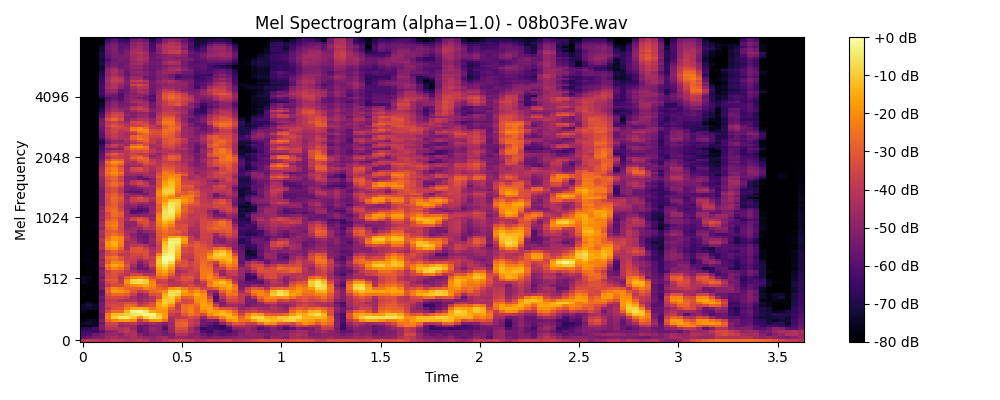 Mel Spectrogram (alpha=1.0) - 08b03Fe.wav
Mel Frequency
4096
2048
1024
512
0
0
0.5
1
1.5
2
2.5
3
3.5
Time
+0 dB
-10 dB
-20 dB
-30 dB
-40 dB
-50 dB
-60 dB
-70 dB
-80 dB